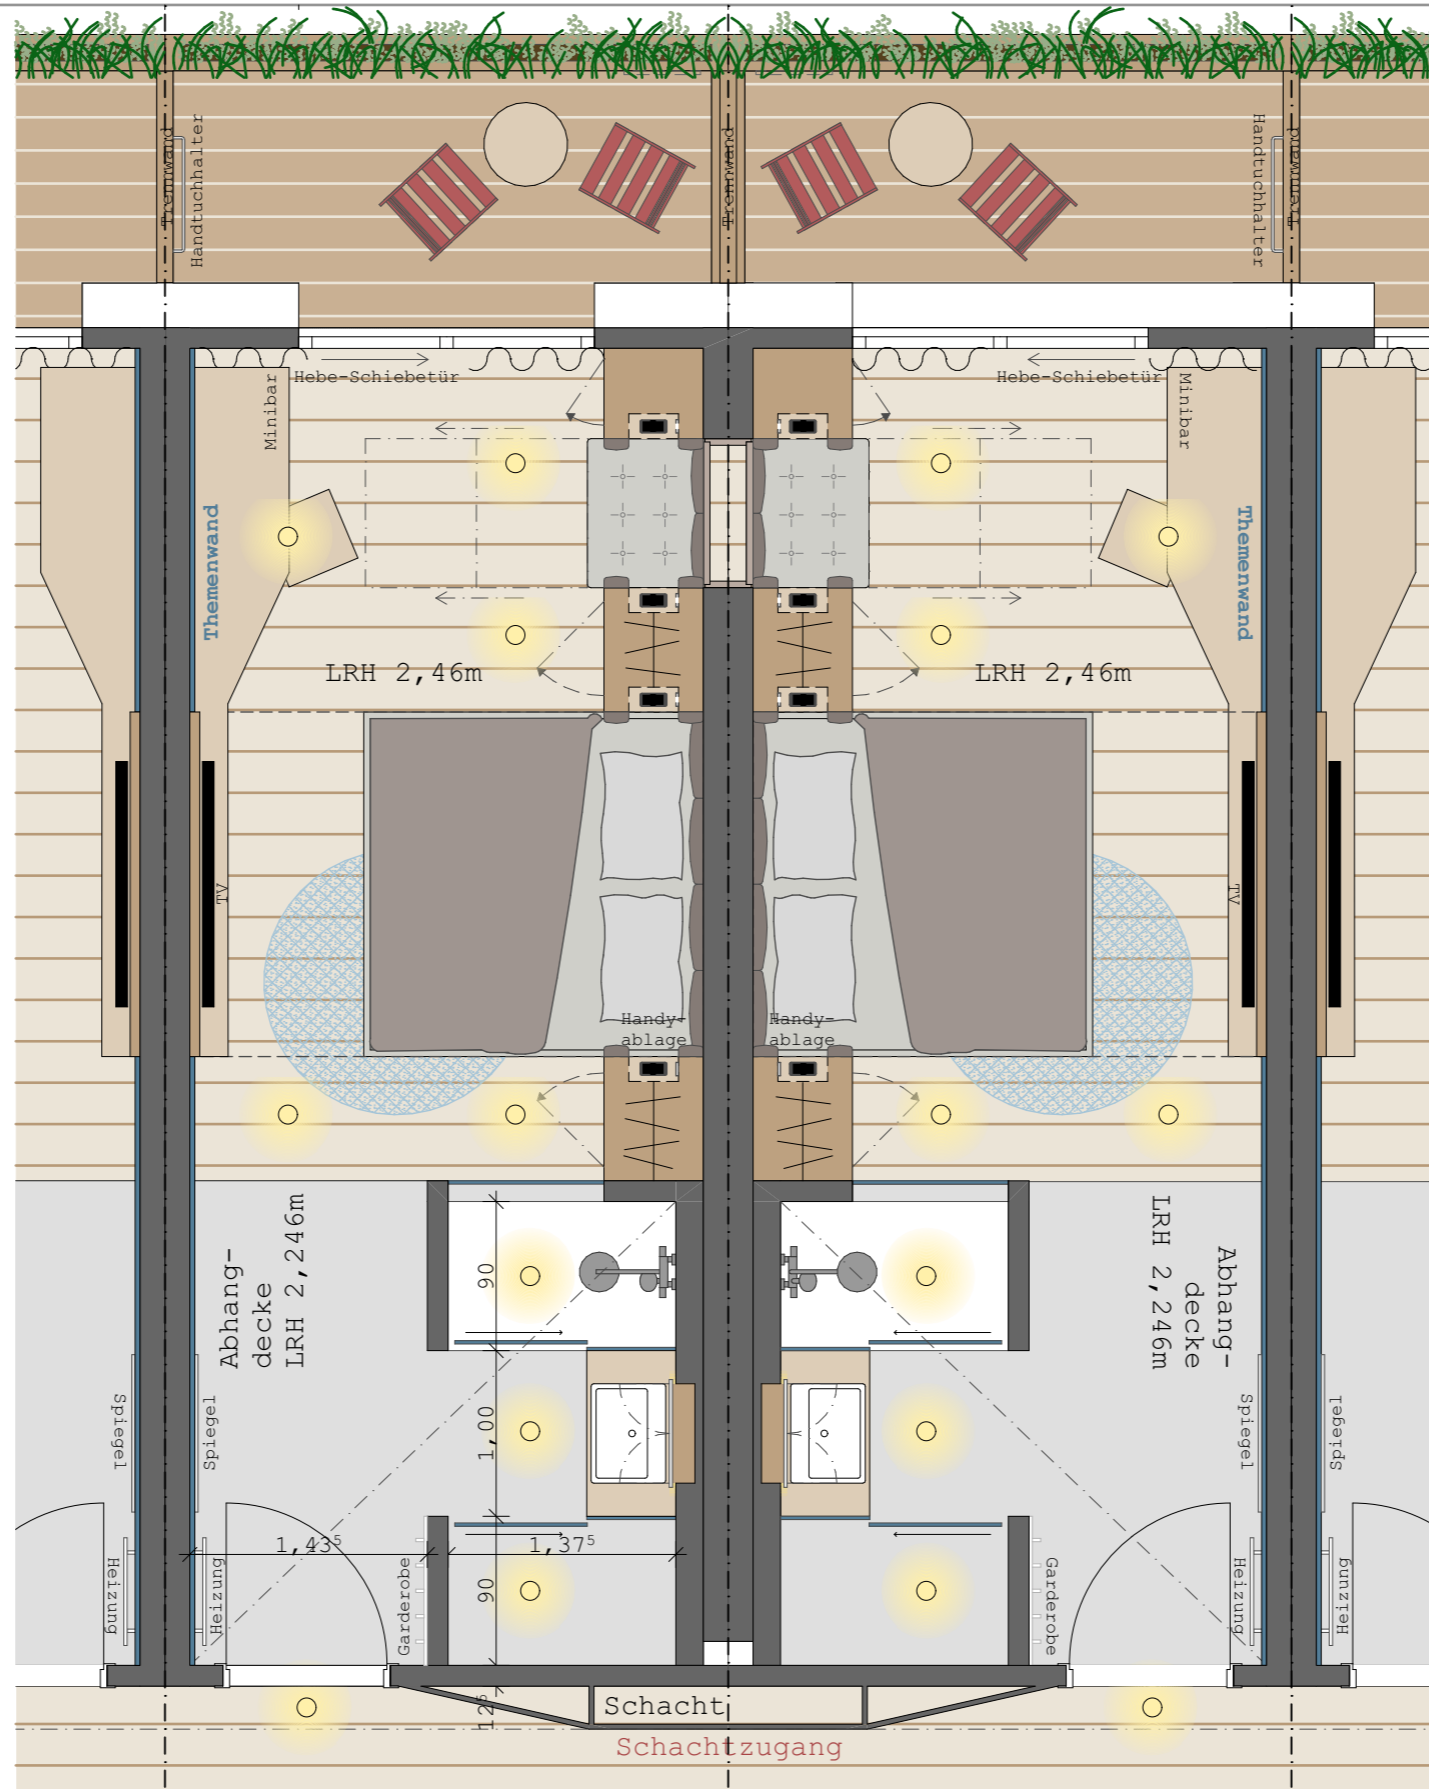 Trennwand
Handtuchhalter
Trennwand
Handtuchhalter
Trennwand
Hebe-Schiebetür
Hebe-Schiebetür
Minibar
Minibar
Themenwand
Themenwand
LRH 2,46m
LRH 2,46m
TV
TV
Handy-
ablage
Handy-
ablage
Abhang-
decke
LRH 2,246m
Abhang-
decke
LRH 2,246m
90
1,00
90
Spiegel
Spiegel
Spiegel
Spiegel
1,43⁵
1,37⁵
Heizung
Heizung
Garderobe
Garderobe
Heizung
Heizung
12⁵
Schacht
Schachtzugang